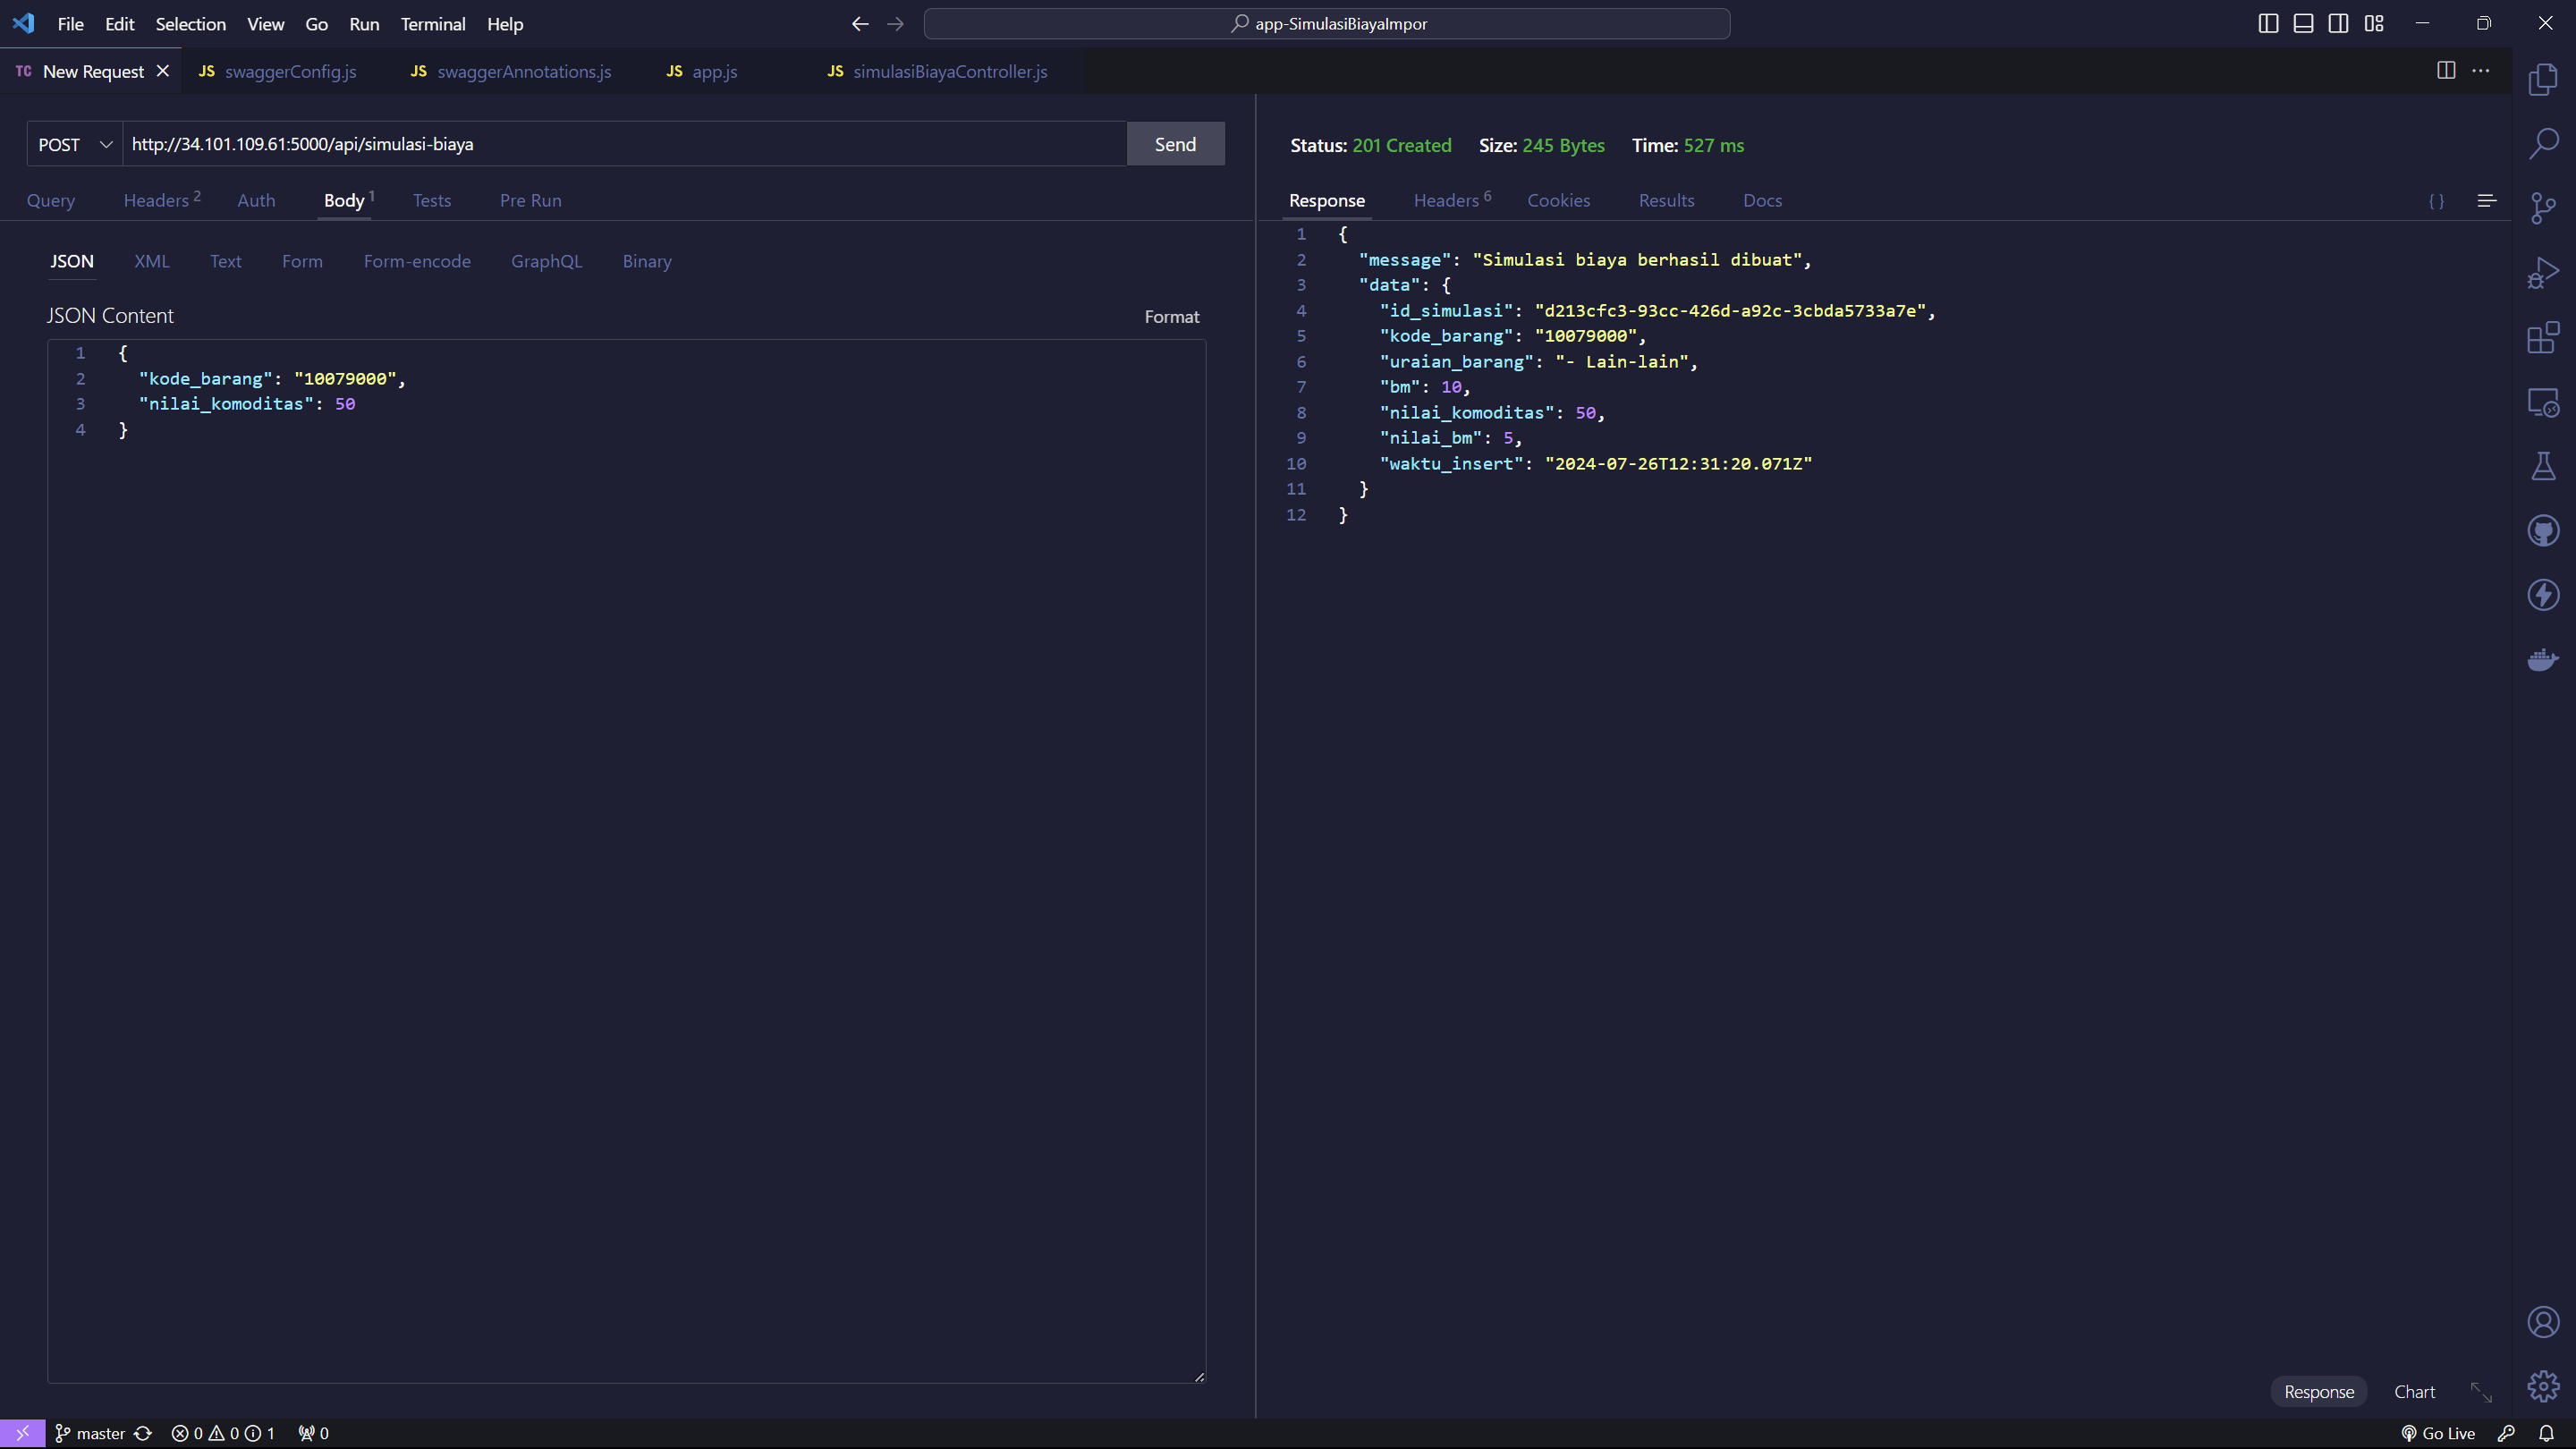 File Edit Selection View Go Run Terminal Help
app-SimulasiBiayaImpor
TC New Request
JS swaggerConfig.js
JS swaggerAnnotations.js
JS app.js
JS simulasiBiayaController.js
POST
http://34.101.109.61:5000/api/simulasi-biaya
Send
Query Headers 2 Auth Body 1 Tests Pre Run
JSON XML Text Form Form-encode GraphQL Binary
JSON Content
Format
1 {
2 "kode_barang": "10079000",
3 "nilai_komoditas": 50
4 }
Status: 201 Created Size: 245 Bytes Time: 527 ms
Response Headers 6 Cookies Results Docs
{ }
1 {
2 "message": "Simulasi biaya berhasil dibuat",
3 "data": {
4 "id_simulasi": "d213cfc3-93cc-426d-a92c-3cbda5733a7e",
5 "kode_barang": "10079000",
6 "uraian_barang": "- Lain-lain",
7 "bm": 10,
8 "nilai_komoditas": 50,
9 "nilai_bm": 5,
10 "waktu_insert": "2024-07-26T12:31:20.071Z"
11 }
12 }
Response Chart
master 0 0 1 0
Go Live